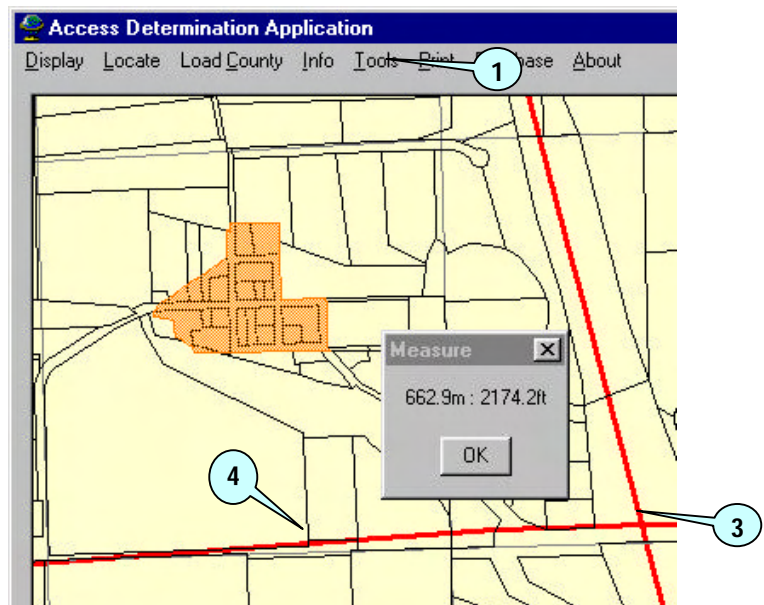 Access Determination Application
Display Locate Load County Info Tools Print base About
1
Measure
662.9m : 2174.2ft
OK
4
3